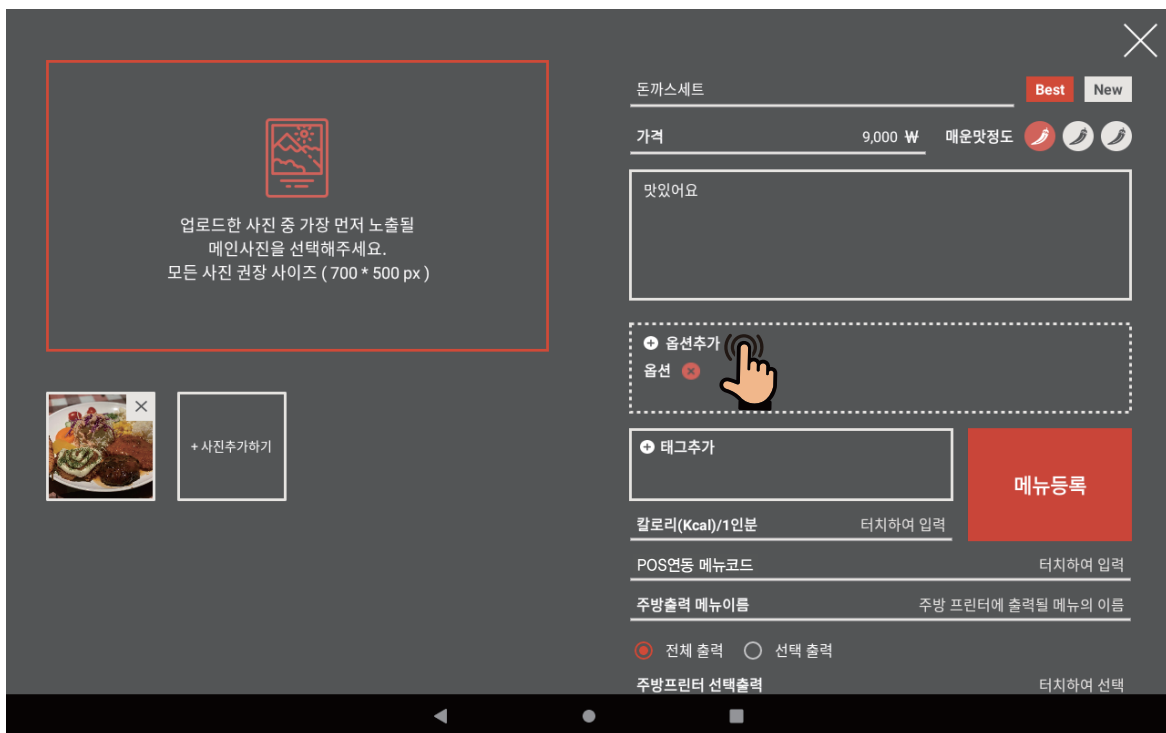 업로드한 사진 중 가장 먼저 노출될
메인사진을 선택해주세요.
모든 사진 권장 사이즈 ( 700 * 500 px )
+ 사진추가하기
돈까스세트
Best New
가격 9,000 ₩ 매운맛정도
맛있어요
옵션추가
옵션
태그추가
메뉴등록
칼로리(Kcal)/1인분 터치하여 입력
POS연동 메뉴코드 터치하여 입력
주방출력 메뉴이름 주방 프린터에 출력될 메뉴의 이름
전체 출력 선택 출력
주방프린터 선택출력 터치하여 선택